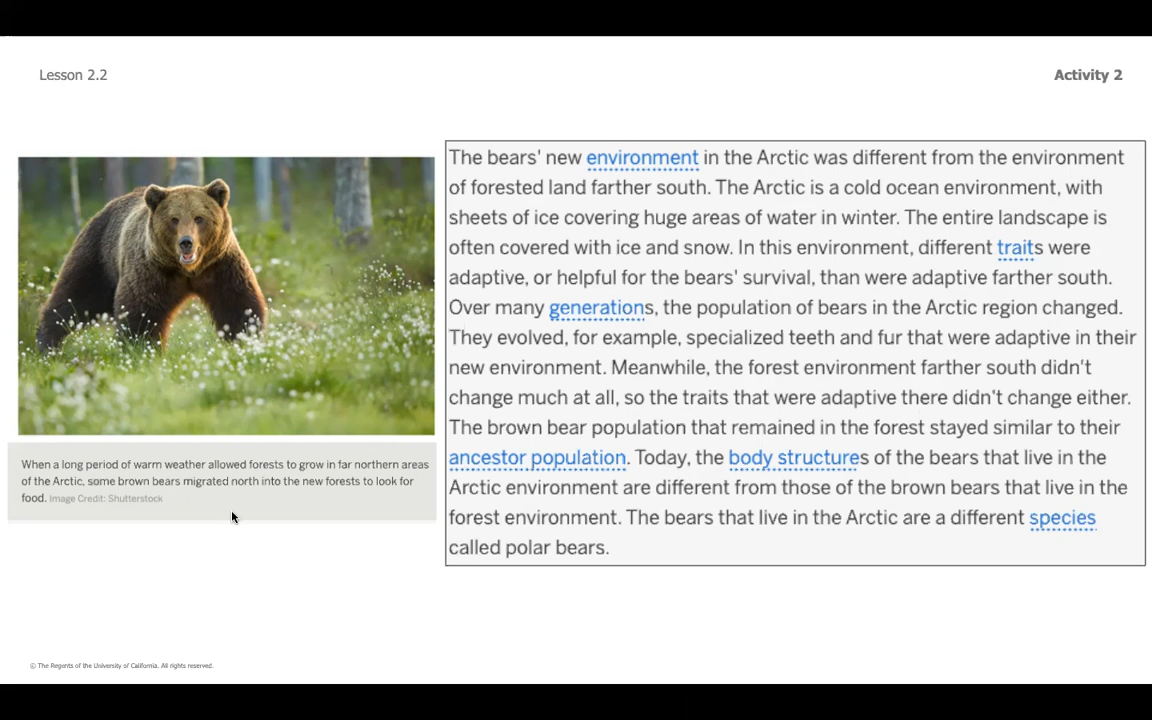 Lesson 2.2
Activity 2
The bears' new environment in the Arctic was different from the environment
of forested land farther south. The Arctic is a cold ocean environment, with
sheets of ice covering huge areas of water in winter. The entire landscape is
often covered with ice and snow. In this environment, different traits were
adaptive, or helpful for the bears' survival, than were adaptive farther south.
Over many generations, the population of bears in the Arctic region changed.
They evolved, for example, specialized teeth and fur that were adaptive in their
new environment. Meanwhile, the forest environment farther south didn't
change much at all, so the traits that were adaptive there didn't change either.
The brown bear population that remained in the forest stayed similar to their
ancestor population. Today, the body structures of the bears that live in the
Arctic environment are different from those of the brown bears that live in the
forest environment. The bears that live in the Arctic are a different species
called polar bears.
When a long period of warm weather allowed forests to grow in far northern areas
of the Arctic, some brown bears migrated north into the new forests to look for
food. Image Credit: Shutterstock
© The Regents of the University of California. All rights reserved.